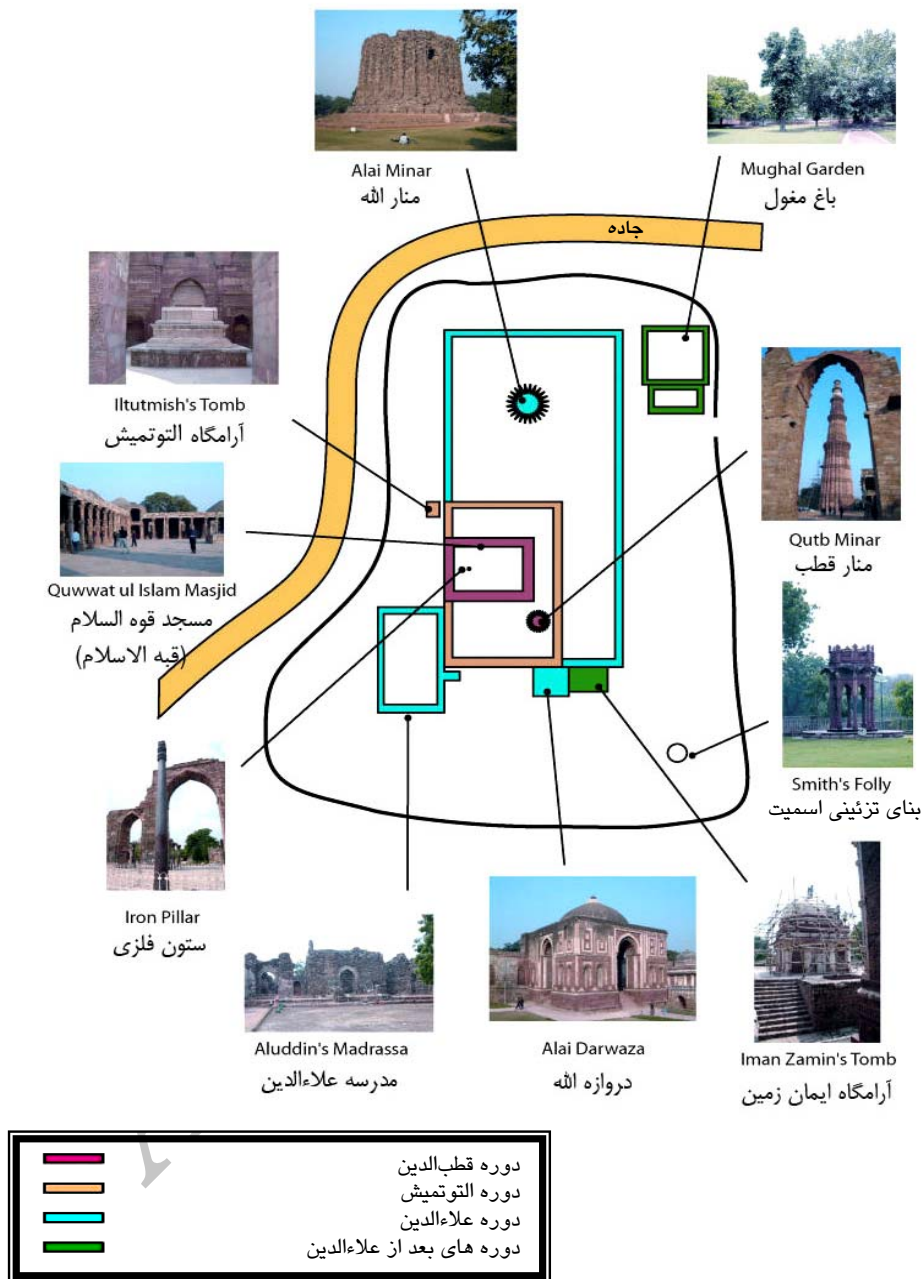 Alai Minar
منار الله
Mughal Garden
باغ مغول
جاده
Iltutmish's Tomb
آرامگاه التوتمیش
Quwwat ul Islam Masjid
مسجد قوه السلام
(قبه الاسلام)
Qutb Minar
منار قطب
Smith's Folly
بنای تزئینی اسمیت
Iron Pillar
ستون فلزی
Aluddin's Madrassa
مدرسه علاءالدین
Alai Darwaza
دروازه الله
Iman Zamin's Tomb
آرامگاه ایمان زمین
دوره قطب‌الدین
دوره التوتمیش
دوره علاءالدین
دوره های بعد از علاءالدین